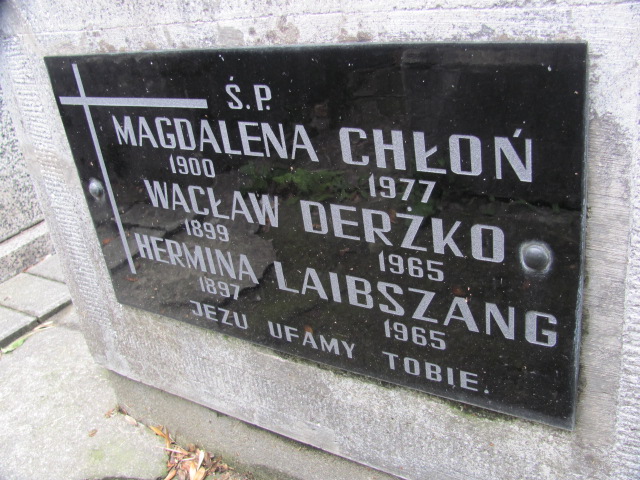 Ś.P.
MAGDALENA CHŁOŃ
1900 1977
WACŁAW DERŻKO
1899 1965
HERMINA LAIBSZANG
1897 1965
JEZU UFAMY TOBIE.